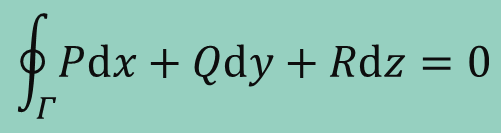 ∮_Γ Pdx + Qdy + Rdz = 0